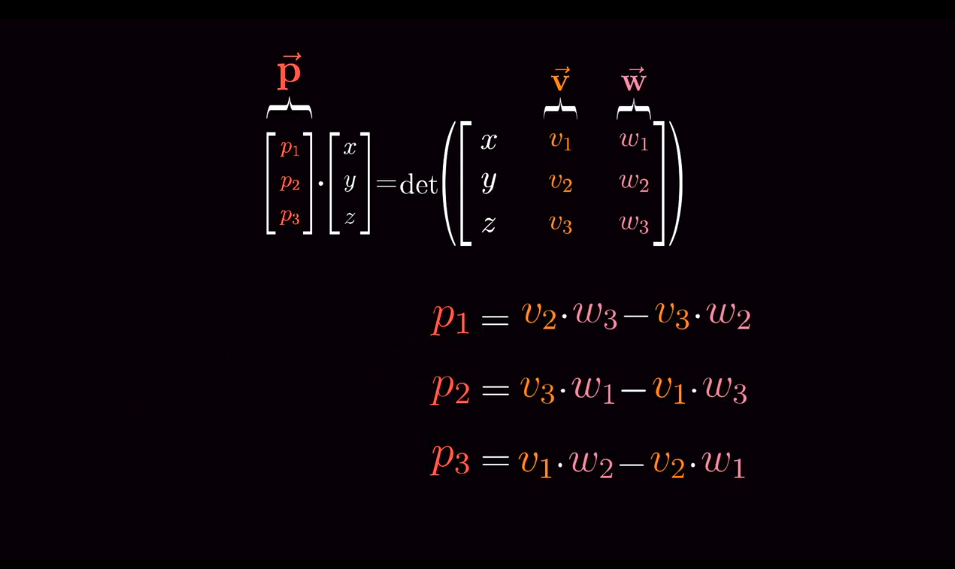 p⃗ v⃗ w⃗
[p₁ p₂ p₃] · [x y z] = det([x v₁ w₁
y v₂ w₂
z v₃ w₃])
p₁ = v₂·w₃−v₃·w₂
p₂ = v₃·w₁−v₁·w₃
p₃ = v₁·w₂−v₂·w₁